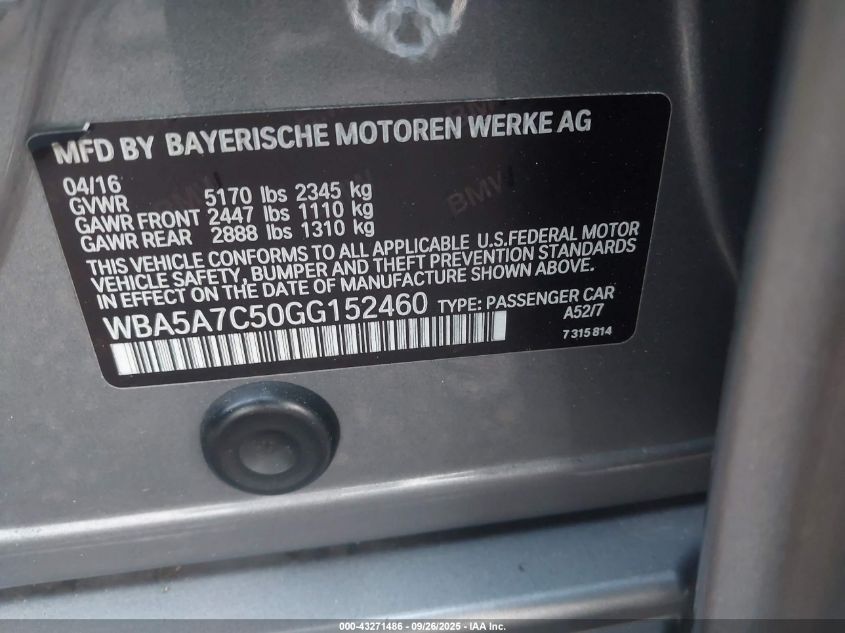 MFD BY BAYERISCHE MOTOREN WERKE AG
04/16
GVWR 5170 lbs 2345 kg
GAWR FRONT 2447 lbs 1110 kg
GAWR REAR 2888 lbs 1310 kg
THIS VEHICLE CONFORMS TO ALL APPLICABLE U.S.FEDERAL MOTOR
VEHICLE SAFETY, BUMPER AND THEFT PREVENTION STANDARDS
IN EFFECT ON THE DATE OF MANUFACTURE SHOWN ABOVE.
WBA5A7C50GG152460 TYPE: PASSENGER CAR
A52/7
7 315 814
000-43271486 - 09/26/2025 - IAA Inc.